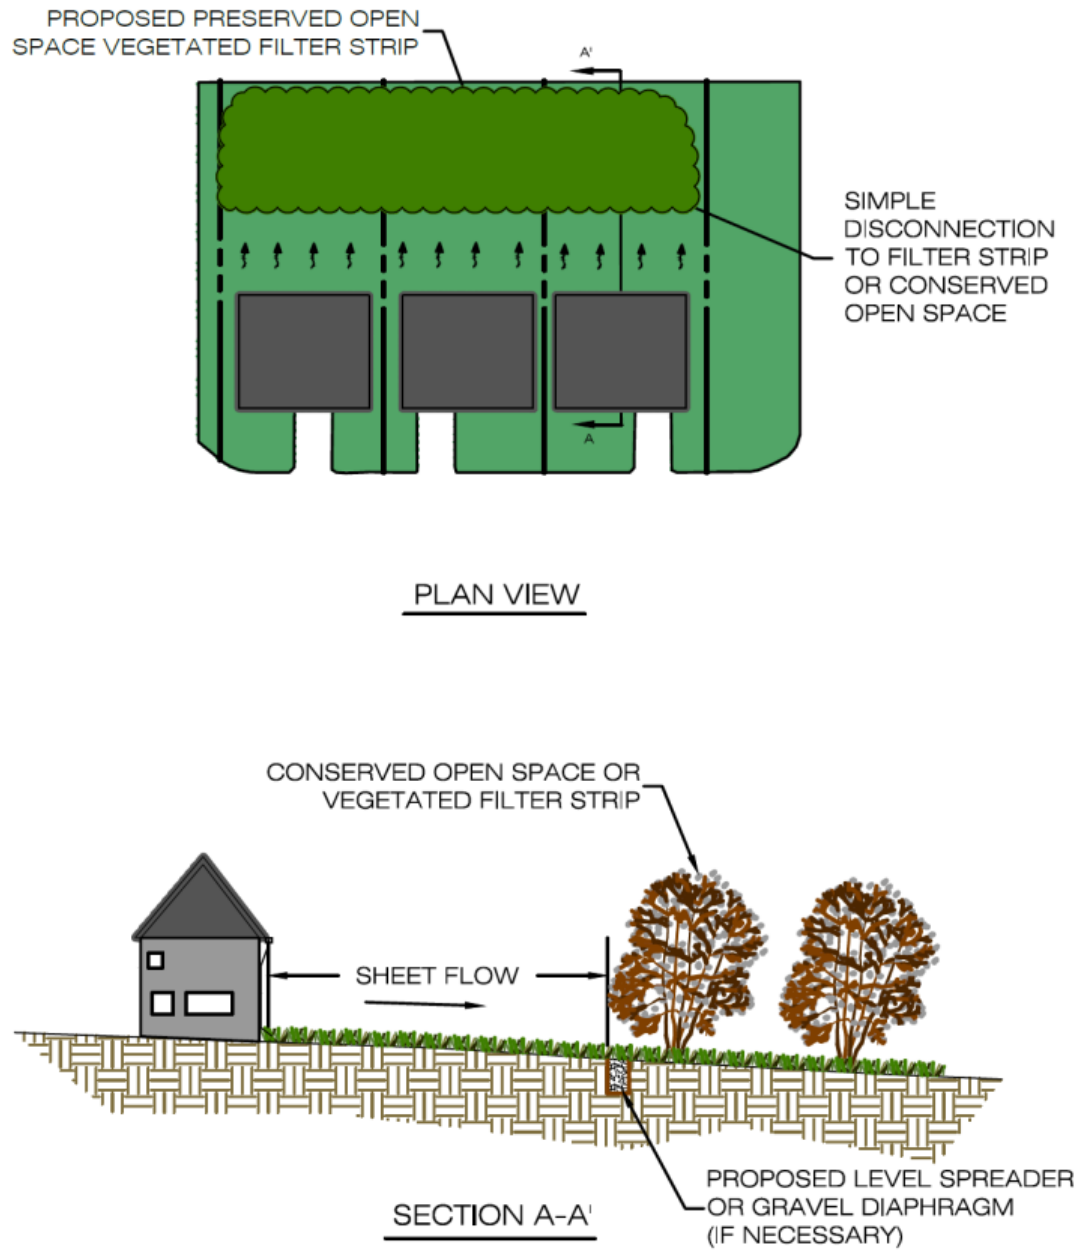 PROPOSED PRESERVED OPEN
SPACE VEGETATED FILTER STRIP
A'
SIMPLE
DISCONNECTION
TO FILTER STRIP
OR CONSERVED
OPEN SPACE
A
PLAN VIEW
CONSERVED OPEN SPACE OR
VEGETATED FILTER STRIP
SHEET FLOW
PROPOSED LEVEL SPREADER
OR GRAVEL DIAPHRAGM
(IF NECESSARY)
SECTION A-A'